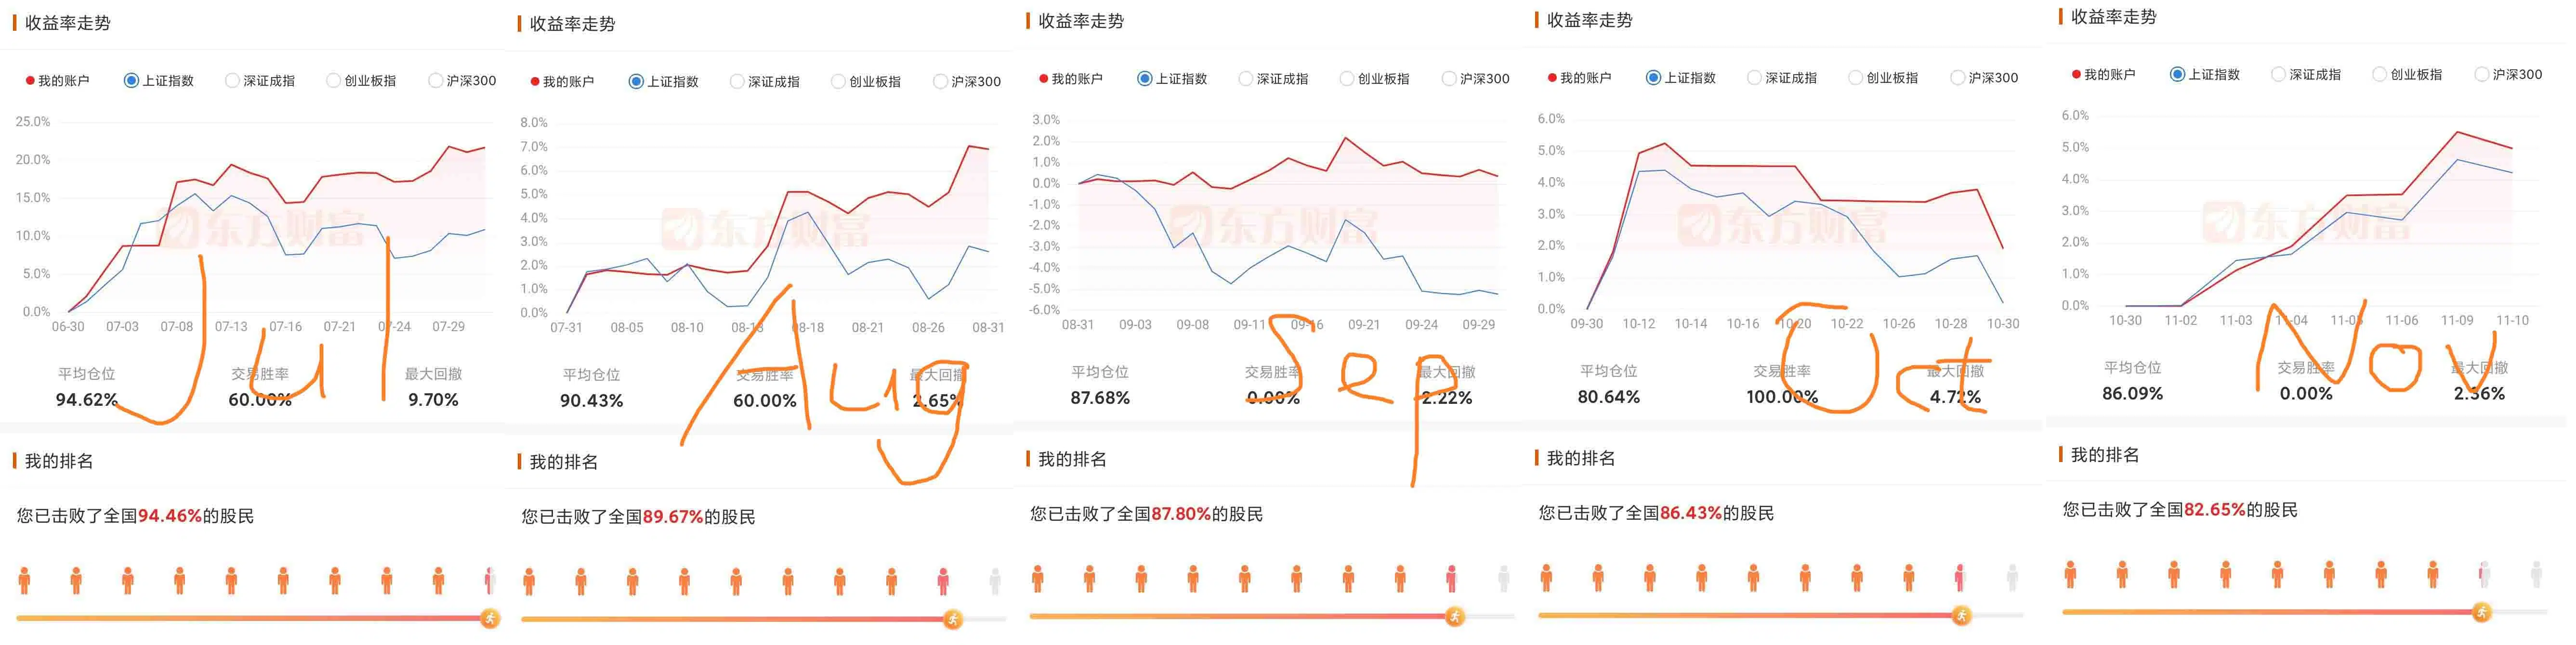 收益率走势
我的账户 上证指数 深证成指 创业板指 沪深300
25.0%
20.0%
15.0%
10.0%
5.0%
0.0%
东方财富
06-30 07-03 07-08 07-13 07-16 07-21 07-24 07-29
Jul
平均仓位 交易胜率 最大回撤
94.62% 60.00% 9.70%
我的排名
您已击败了全国94.46%的股民
收益率走势
我的账户 上证指数 深证成指 创业板指 沪深300
8.0%
7.0%
6.0%
5.0%
4.0%
3.0%
2.0%
1.0%
0.0%
东方财富
07-31 08-05 08-10 08-13 08-18 08-21 08-26 08-31
Aug
平均仓位 交易胜率 最大回撤
90.43% 60.00% 2.65%
我的排名
您已击败了全国89.67%的股民
收益率走势
我的账户 上证指数 深证成指 创业板指 沪深300
3.0%
2.0%
1.0%
0.0%
-1.0%
-2.0%
-3.0%
-4.0%
-5.0%
-6.0%
东方财富
08-31 09-03 09-08 09-11 09-16 09-21 09-24 09-29
Sep
平均仓位 交易胜率 最大回撤
87.68% 0.00% 2.22%
我的排名
您已击败了全国87.80%的股民
收益率走势
我的账户 上证指数 深证成指 创业板指 沪深300
6.0%
5.0%
4.0%
3.0%
2.0%
1.0%
0.0%
东方财富
09-30 10-12 10-14 10-16 10-20 10-22 10-26 10-28 10-30
Oct
平均仓位 交易胜率 最大回撤
80.64% 100.00% 4.72%
我的排名
您已击败了全国86.43%的股民
收益率走势
我的账户 上证指数 深证成指 创业板指 沪深300
6.0%
5.0%
4.0%
3.0%
2.0%
1.0%
0.0%
东方财富
10-30 11-02 11-03 11-04 11-05 11-06 11-09 11-10
Nov
平均仓位 交易胜率 最大回撤
86.09% 0.00% 2.36%
我的排名
您已击败了全国82.65%的股民